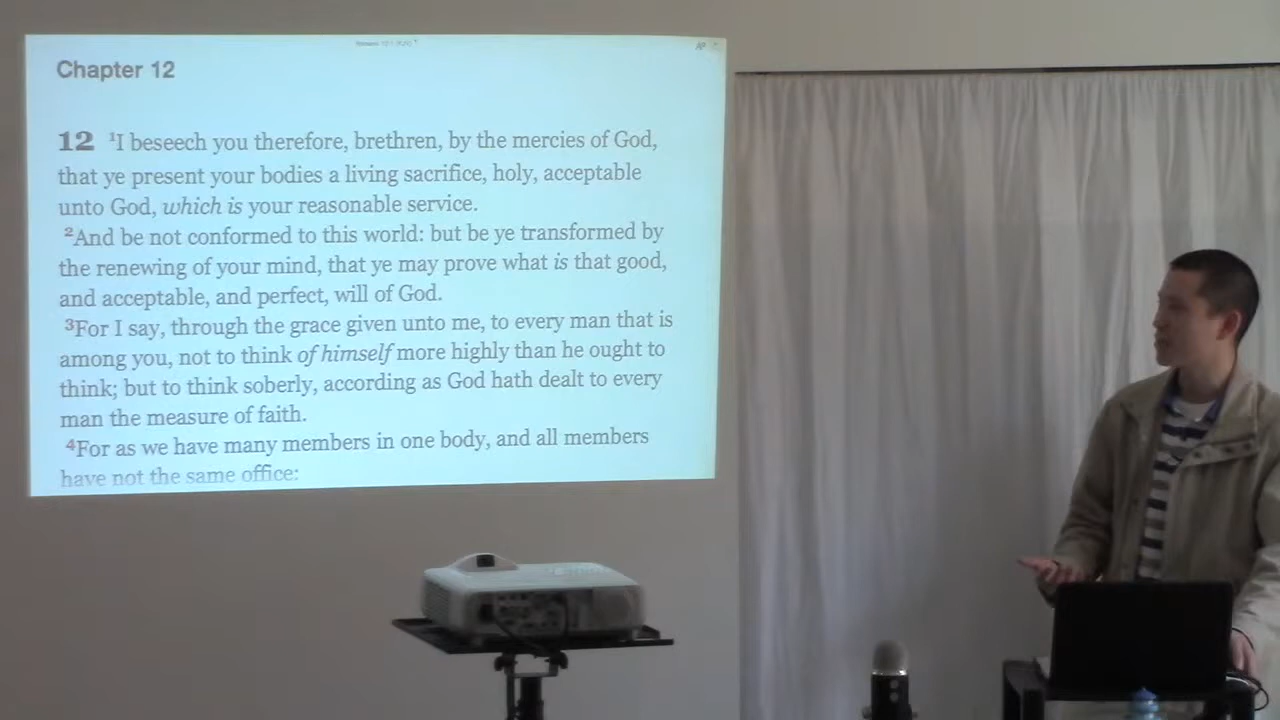 Chapter 12
12 ¹I beseech you therefore, brethren, by the mercies of God,
that ye present your bodies a living sacrifice, holy, acceptable
unto God, which is your reasonable service.
²And be not conformed to this world: but be ye transformed by
the renewing of your mind, that ye may prove what is that good,
and acceptable, and perfect, will of God.
³For I say, through the grace given unto me, to every man that is
among you, not to think of himself more highly than he ought to
think; but to think soberly, according as God hath dealt to every
man the measure of faith.
⁴For as we have many members in one body, and all members
have not the same office: